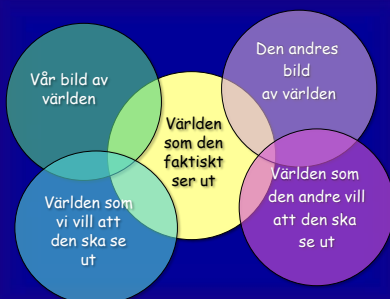 Vår bild av
världen
Den andres
bild
av världen
Världen
som den
faktiskt
ser ut
Världen som
vi vill att
den ska se
ut
Världen som
den andre vill
att den ska
se ut